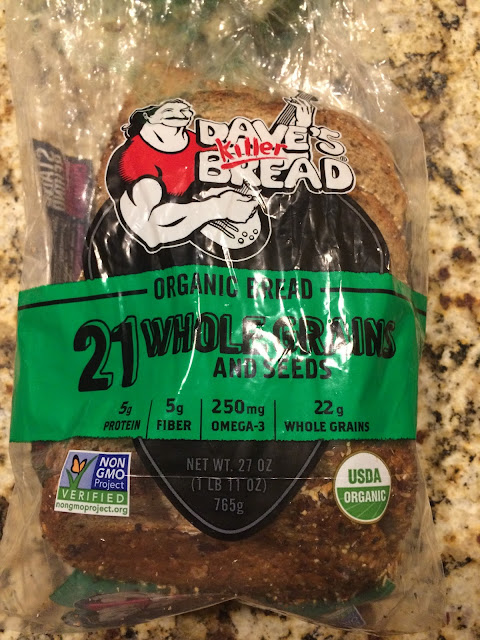 DAVE'S
Killer
BREAD®
ORGANIC BREAD
21 WHOLE GRAINS
AND SEEDS
5g
PROTEIN
5g
FIBER
250mg
OMEGA-3
22g
WHOLE GRAINS
NET WT. 27 OZ
(1 LB 11 OZ)
765g
NON
GMO
Project
VERIFIED
nongmoproject.org
USDA
ORGANIC